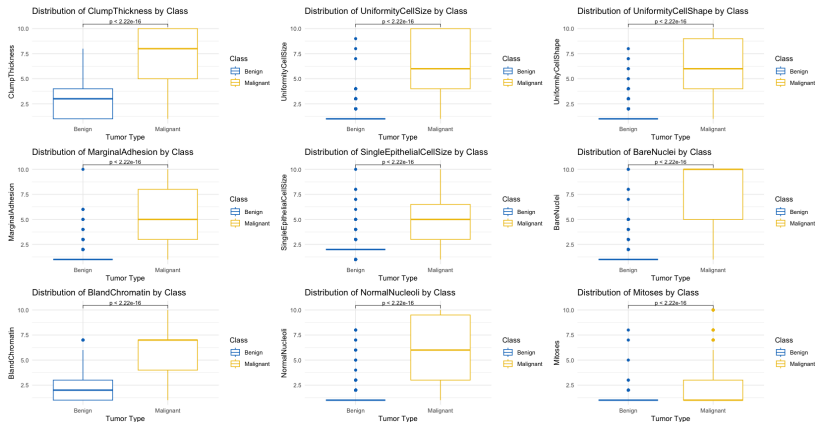 Distribution of ClumpThickness by Class
p < 2.22e-16
10.0
7.5
5.0
2.5
ClumpThickness
Benign
Malignant
Tumor Type
Class
Benign
Malignant
Distribution of UniformityCellSize by Class
p < 2.22e-16
10.0
7.5
5.0
2.5
UniformityCellSize
Benign
Malignant
Tumor Type
Class
Benign
Malignant
Distribution of UniformityCellShape by Class
p < 2.22e-16
10.0
7.5
5.0
2.5
UniformityCellShape
Benign
Malignant
Tumor Type
Class
Benign
Malignant
Distribution of MarginalAdhesion by Class
p < 2.22e-16
10.0
7.5
5.0
2.5
MarginalAdhesion
Benign
Malignant
Tumor Type
Class
Benign
Malignant
Distribution of SingleEpithelialCellSize by Class
p < 2.22e-16
10.0
7.5
5.0
2.5
SingleEpithelialCellSize
Benign
Malignant
Tumor Type
Class
Benign
Malignant
Distribution of BareNuclei by Class
p < 2.22e-16
10.0
7.5
5.0
2.5
BareNuclei
Benign
Malignant
Tumor Type
Class
Benign
Malignant
Distribution of BlandChromatin by Class
p < 2.22e-16
10.0
7.5
5.0
2.5
BlandChromatin
Benign
Malignant
Tumor Type
Class
Benign
Malignant
Distribution of NormalNucleoli by Class
p < 2.22e-16
10.0
7.5
5.0
2.5
NormalNucleoli
Benign
Malignant
Tumor Type
Class
Benign
Malignant
Distribution of Mitoses by Class
p < 2.22e-16
10.0
7.5
5.0
2.5
Mitoses
Benign
Malignant
Tumor Type
Class
Benign
Malignant